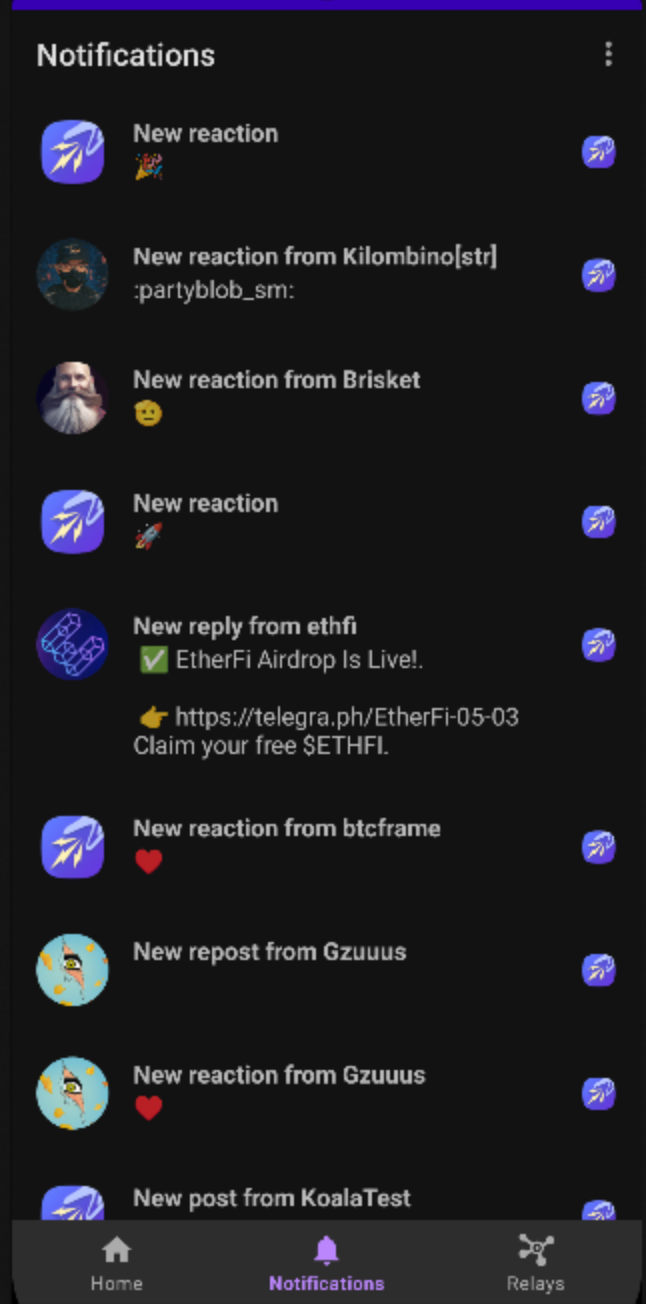 Notifications
New reaction
🎉
New reaction from Kilombino[str]
:partyblob_sm:
New reaction from Brisket
🫡
New reaction
🚀
New reply from ethfi
✅ EtherFi Airdrop Is Live!.
👉 https://telegra.ph/EtherFi-05-03
Claim your free $ETHFI.
New reaction from btcframe
❤️
New repost from Gzuuus
New reaction from Gzuuus
❤️
New post from KoalaTest
Home
Notifications
Relays